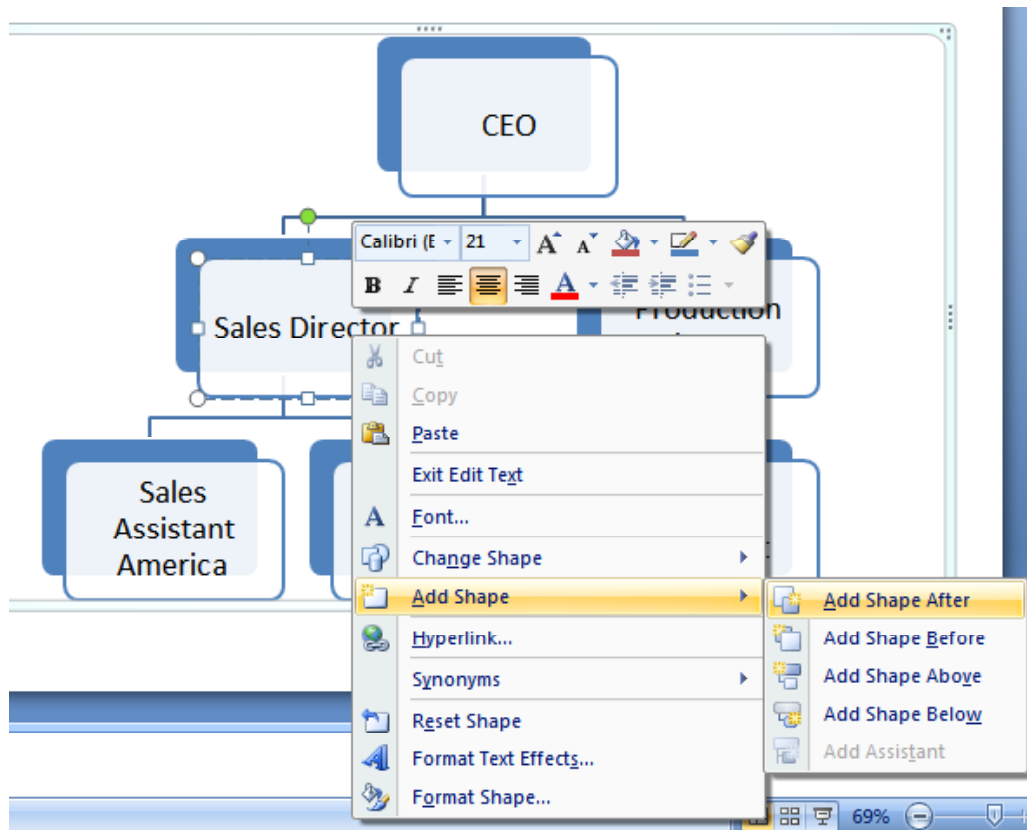 CEO
Calibri (E
21
A
A
B
I
A
Sales Director
Production
Cut
Copy
Paste
Exit Edit Text
Font...
Change Shape
Add Shape
Hyperlink...
Synonyms
Reset Shape
Format Text Effects...
Format Shape...
Sales
Assistant
America
Add Shape After
Add Shape Before
Add Shape Above
Add Shape Below
Add Assistant
69%